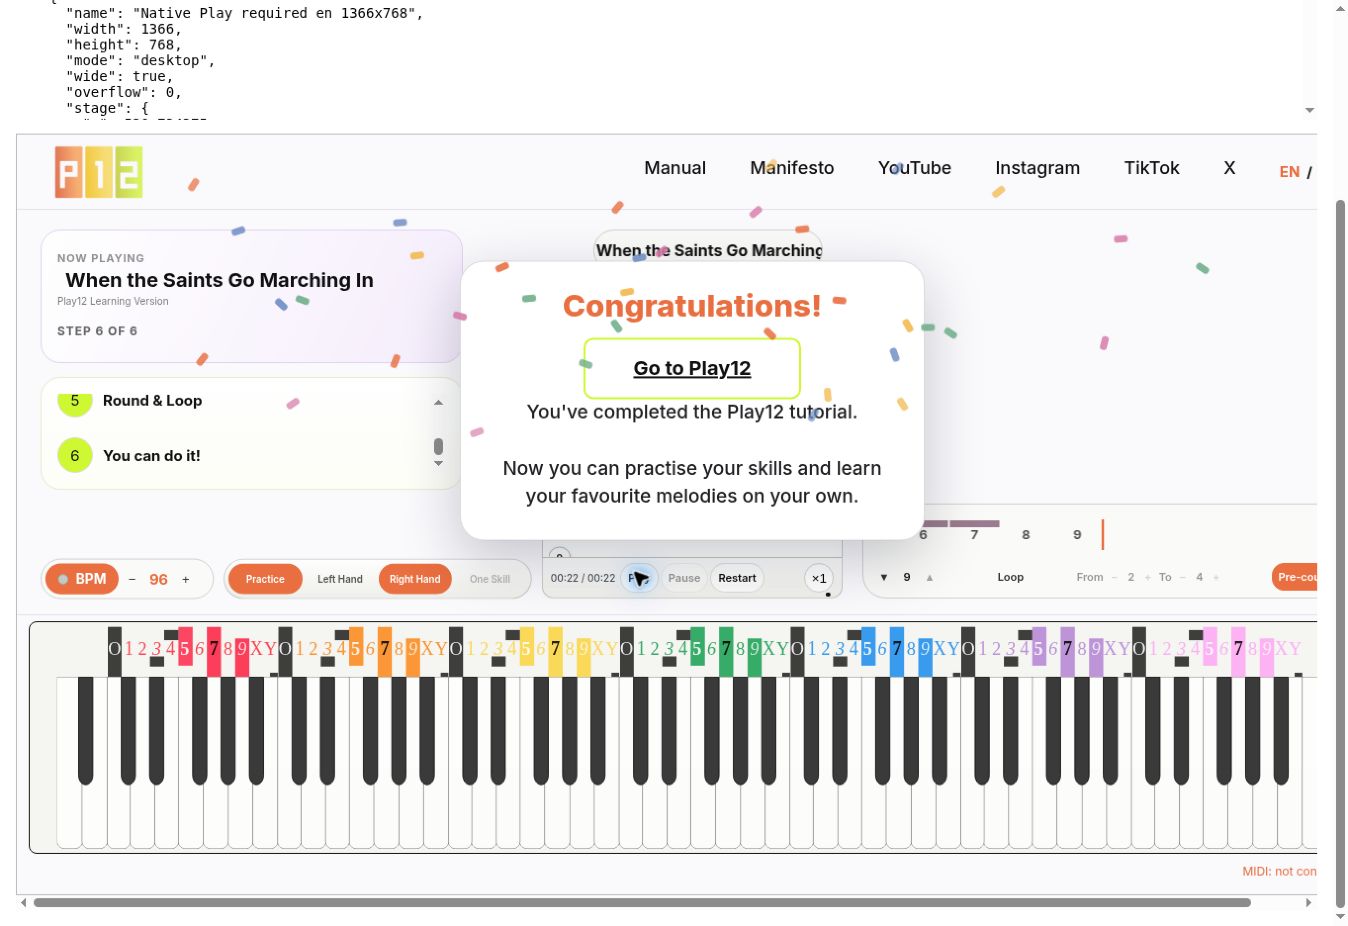 "name": "Native Play required en 1366x768",
"width": 1366,
"height": 768,
"mode": "desktop",
"wide": true,
"overflow": 0,
"stage": {
P12
Manual Manifesto YouTube Instagram TikTok X EN /
NOW PLAYING
When the Saints Go Marching In
Play12 Learning Version
STEP 6 OF 6
When the Saints Go Marching
Congratulations!
Go to Play12
You've completed the Play12 tutorial.
Now you can practise your skills and learn
your favourite melodies on your own.
5 Round & Loop
6 You can do it!
6 7 8 9
BPM − 96 +
Practice Left Hand Right Hand One Skill
00:22 / 00:22 Pause Restart ×1
▼ 9 ▲ Loop From − 2 + To − 4 +
O123456789XYO123456789XYO123456789XYO123456789XYO123456789XYO123456789XYO123456789XY
MIDI: not con